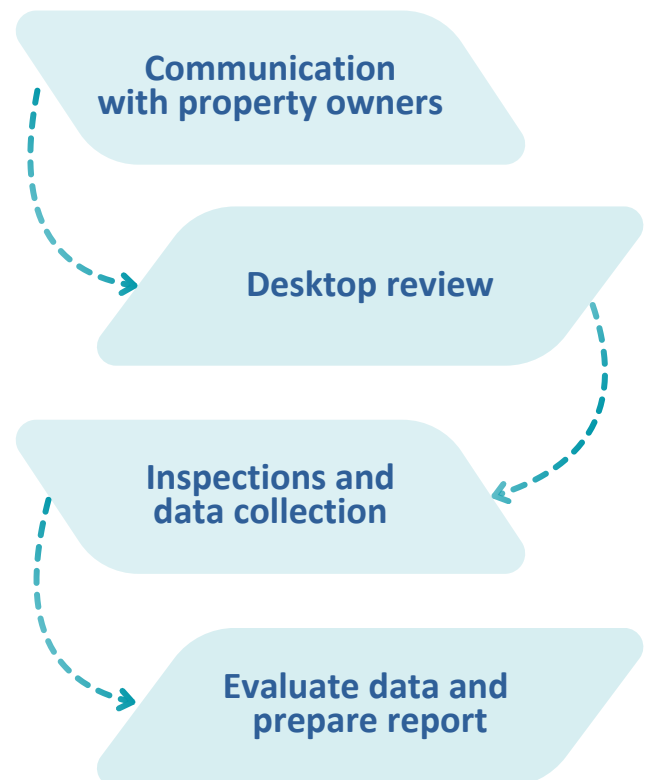 Communication
with property owners
Desktop review
Inspections and
data collection
Evaluate data and
prepare report